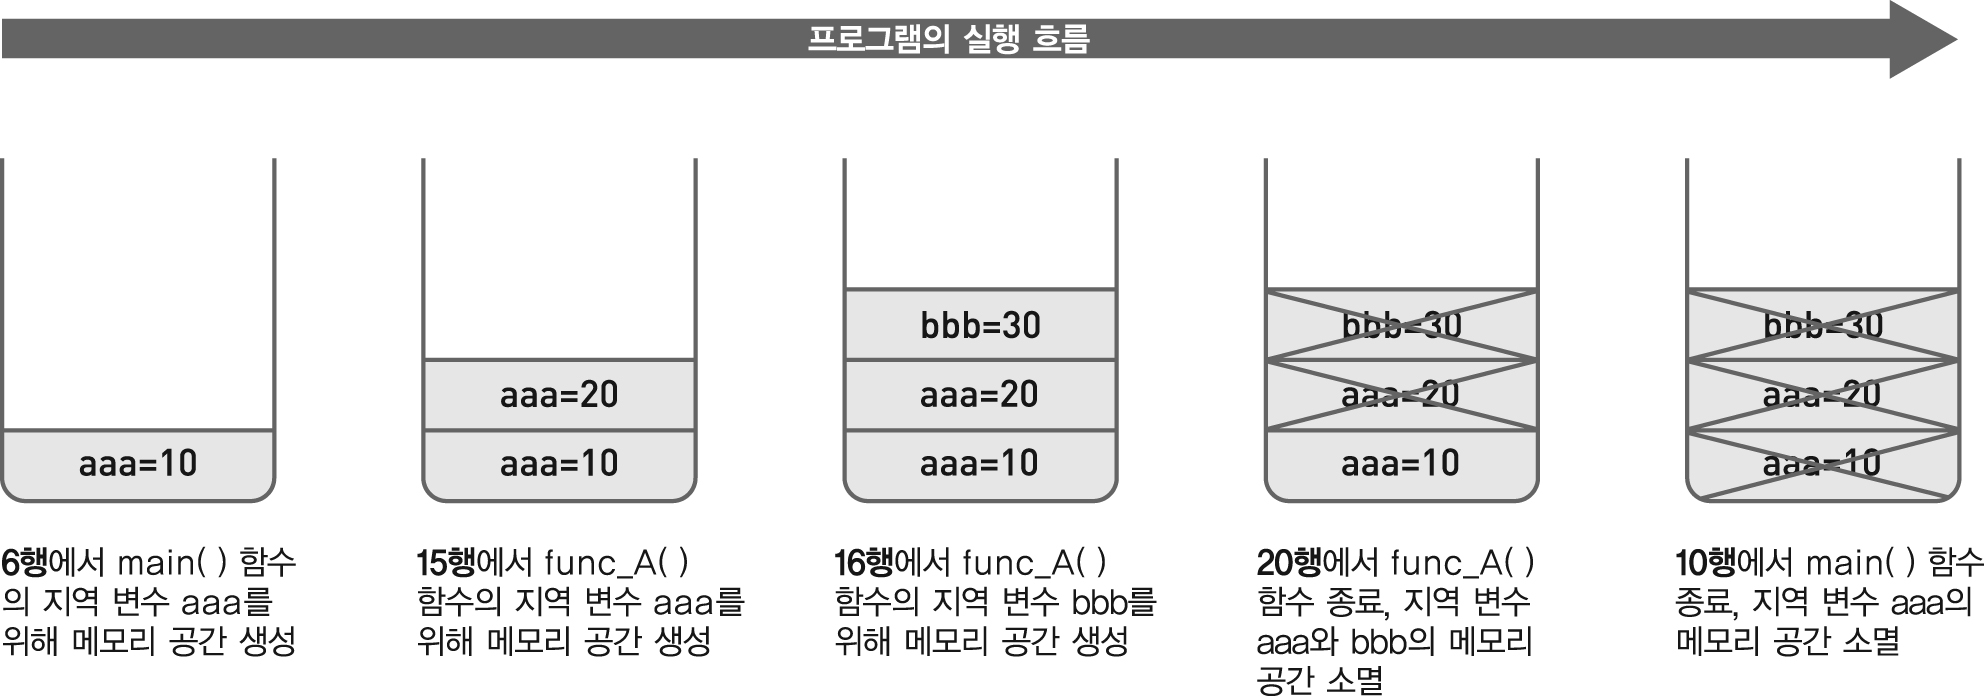 프로그램의 실행 흐름
aaa=10
6행에서 main( ) 함수
의 지역 변수 aaa를
위해 메모리 공간 생성
aaa=20
aaa=10
15행에서 func_A( )
함수의 지역 변수 aaa를
위해 메모리 공간 생성
bbb=30
aaa=20
aaa=10
16행에서 func_A( )
함수의 지역 변수 bbb를
위해 메모리 공간 생성
bbb=30
aaa=20
aaa=10
20행에서 func_A( )
함수 종료, 지역 변수
aaa와 bbb의 메모리
공간 소멸
bbb=30
aaa=20
aaa=10
10행에서 main( ) 함수
종료, 지역 변수 aaa의
메모리 공간 소멸